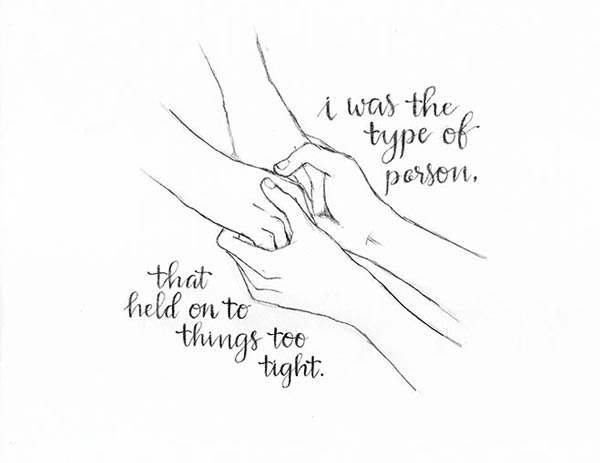 i was the
type of
person,
that
held on to
things too
tight.